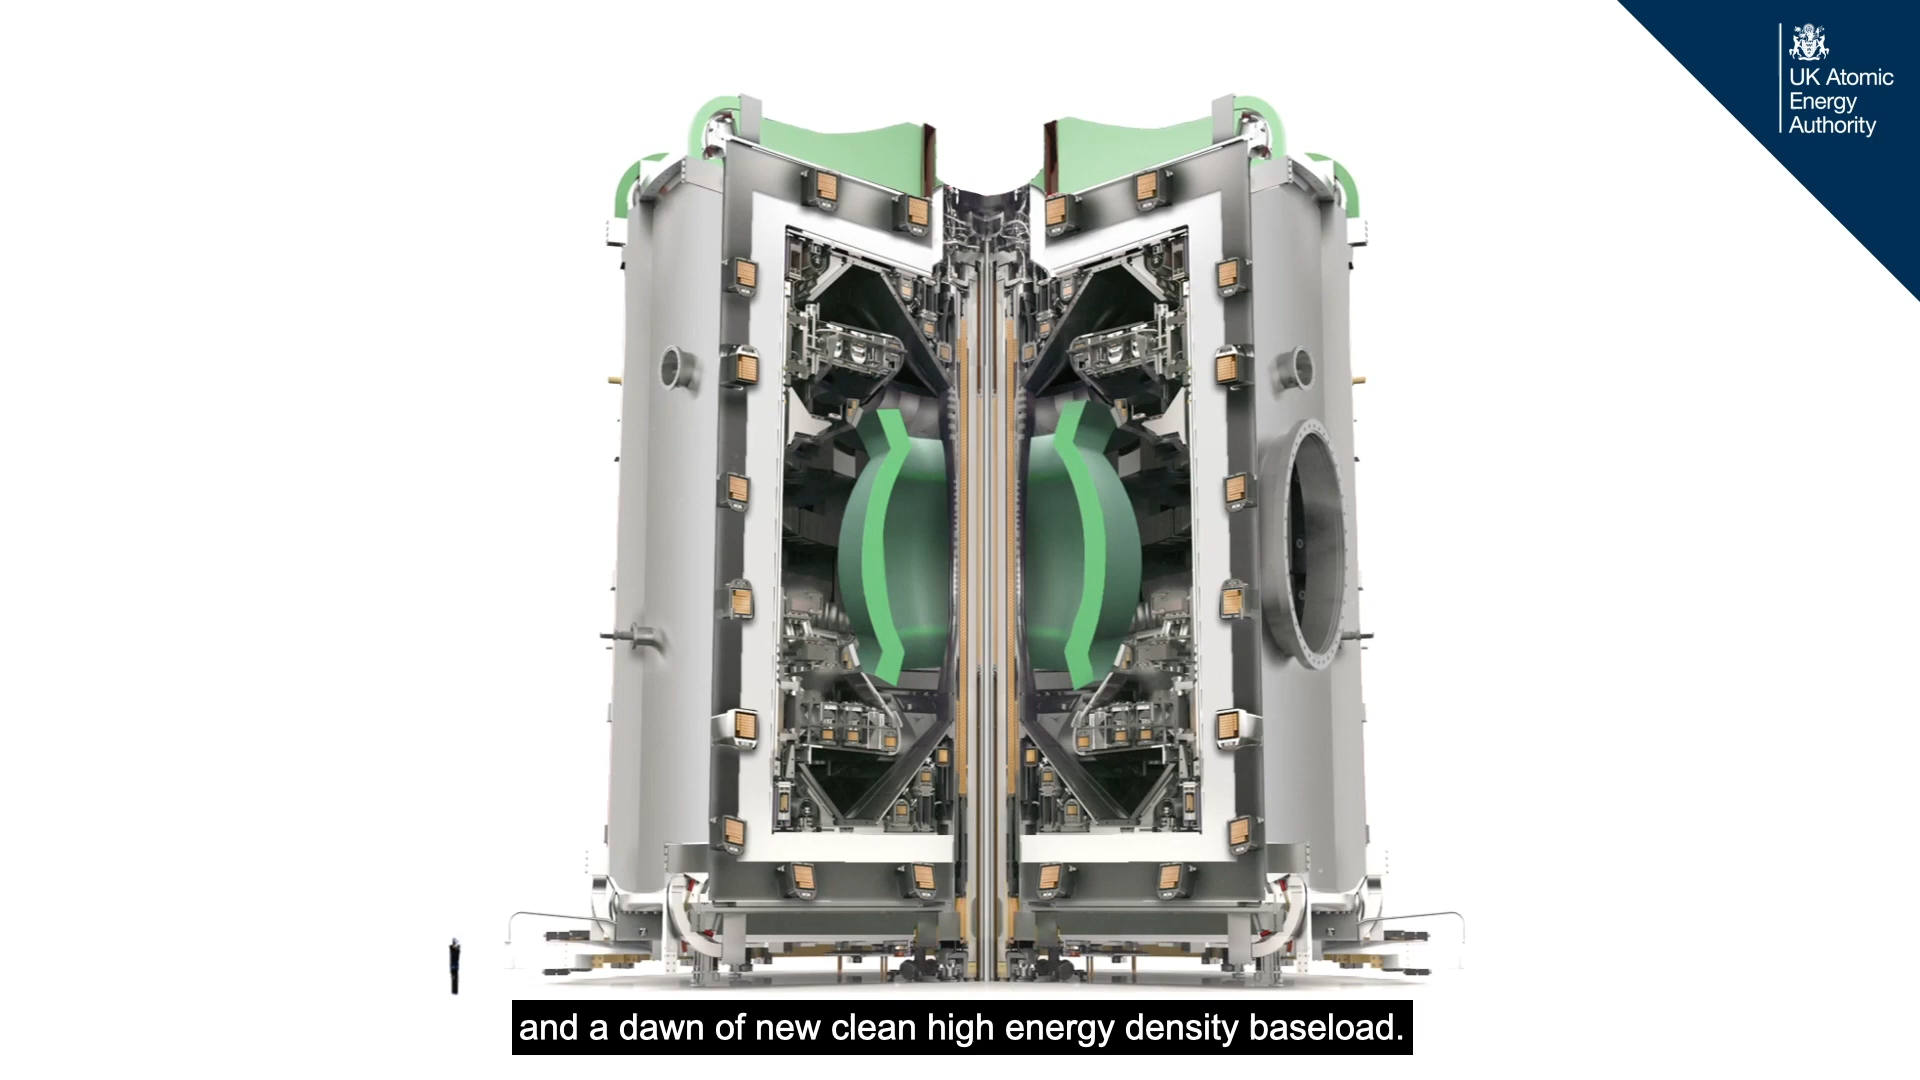 UK Atomic
Energy
Authority
and a dawn of new clean high energy density baseload.